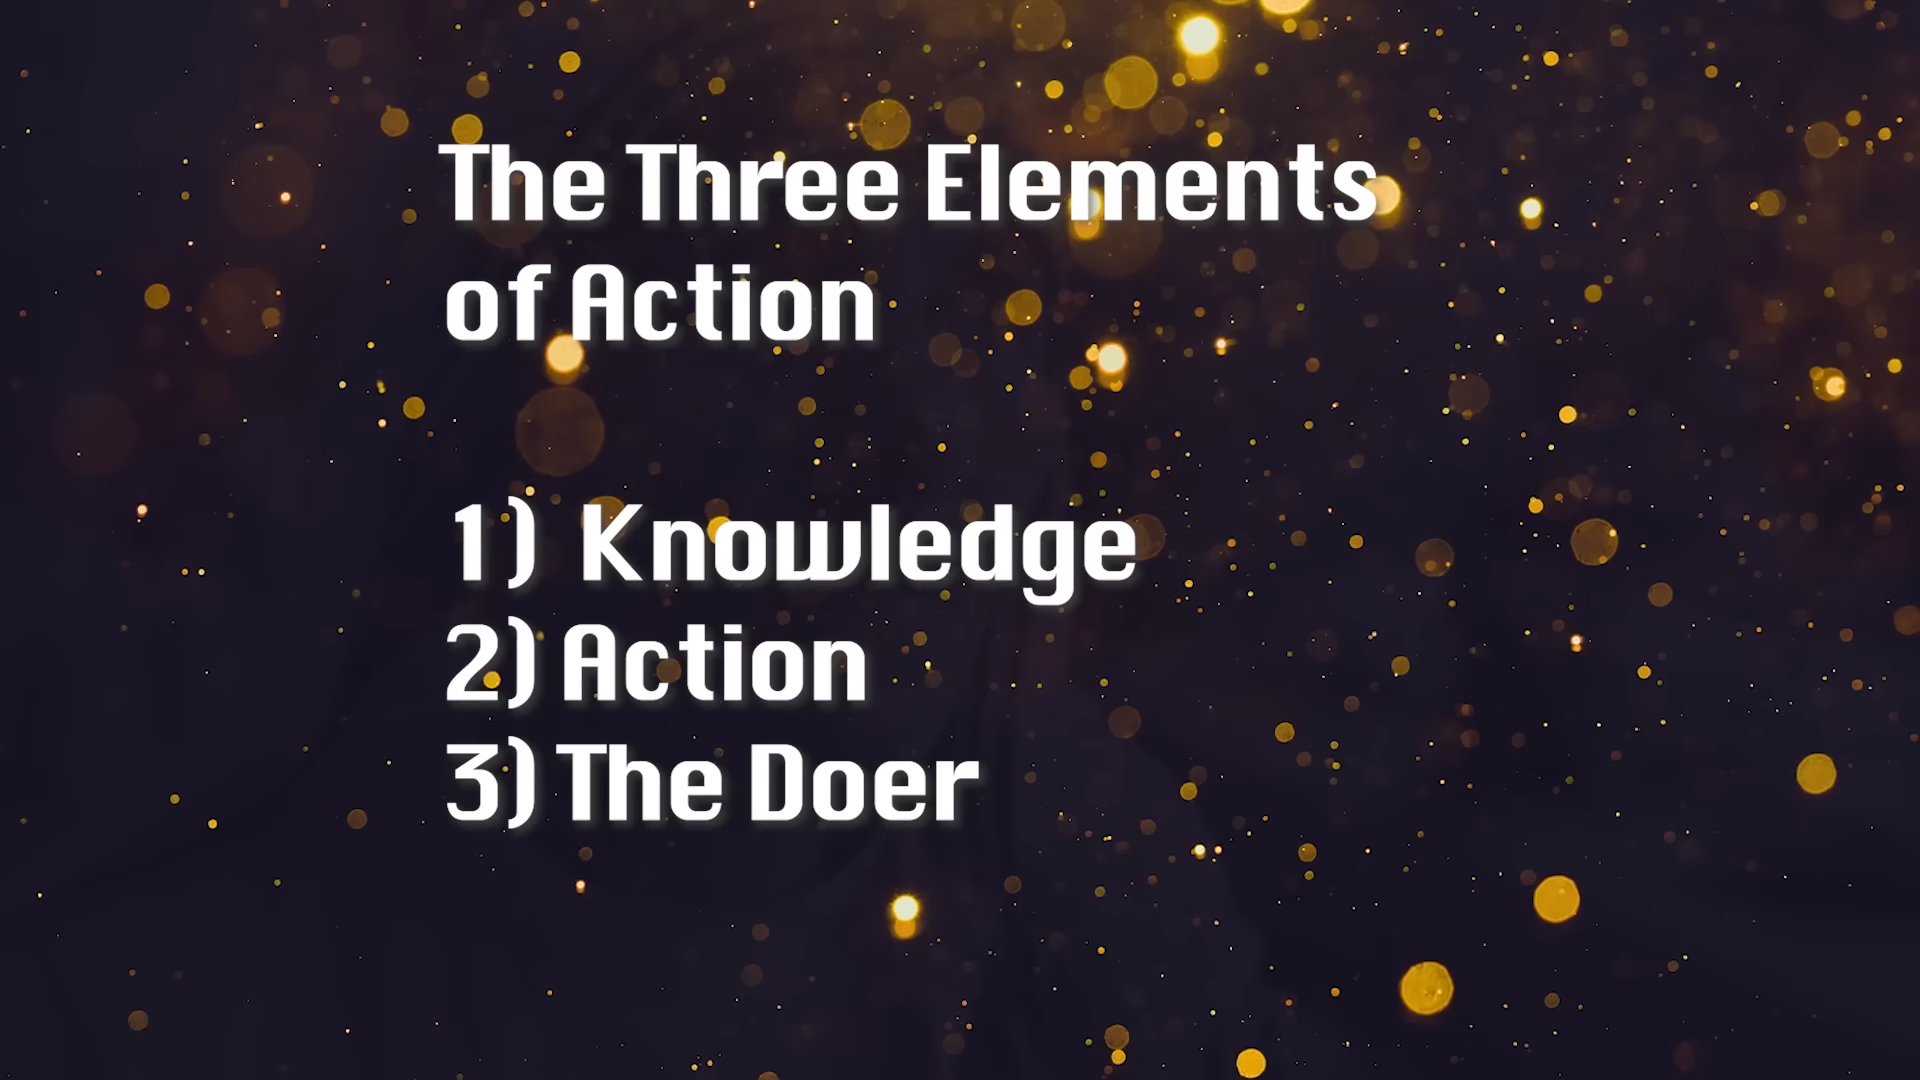 The Three Elements
of Action
1) Knowledge
2) Action
3) The Doer